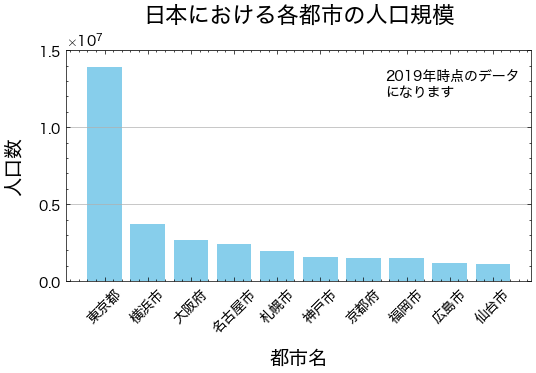 日本における各都市の人口規模
×10⁷
1.5
1.0
0.5
0.0
人口数
2019年時点のデータ
になります
東京都
横浜市
大阪府
名古屋市
札幌市
神戸市
京都府
福岡市
広島市
仙台市
都市名